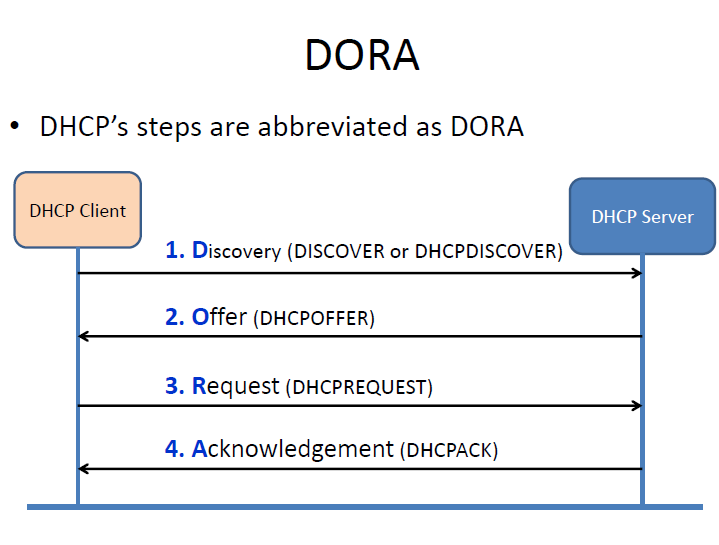 DORA
• DHCP’s steps are abbreviated as DORA
DHCP Client
DHCP Server
1. Discovery (DISCOVER or DHCPDISCOVER)
2. Offer (DHCPOFFER)
3. Request (DHCPREQUEST)
4. Acknowledgement (DHCPACK)